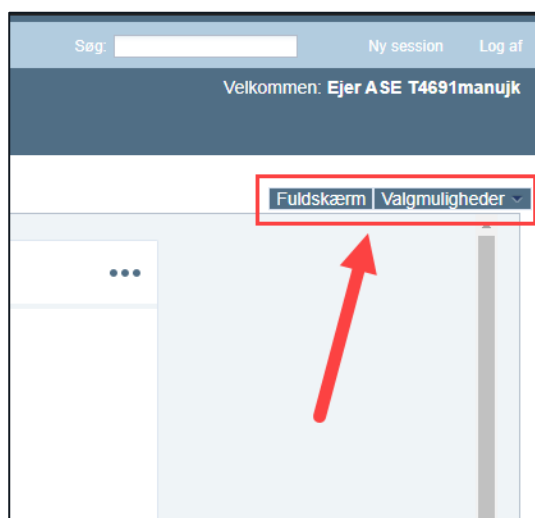 Søg: Ny session Log af
Velkommen: Ejer ASE T4691manujk
Fuldskærm Valgmuligheder